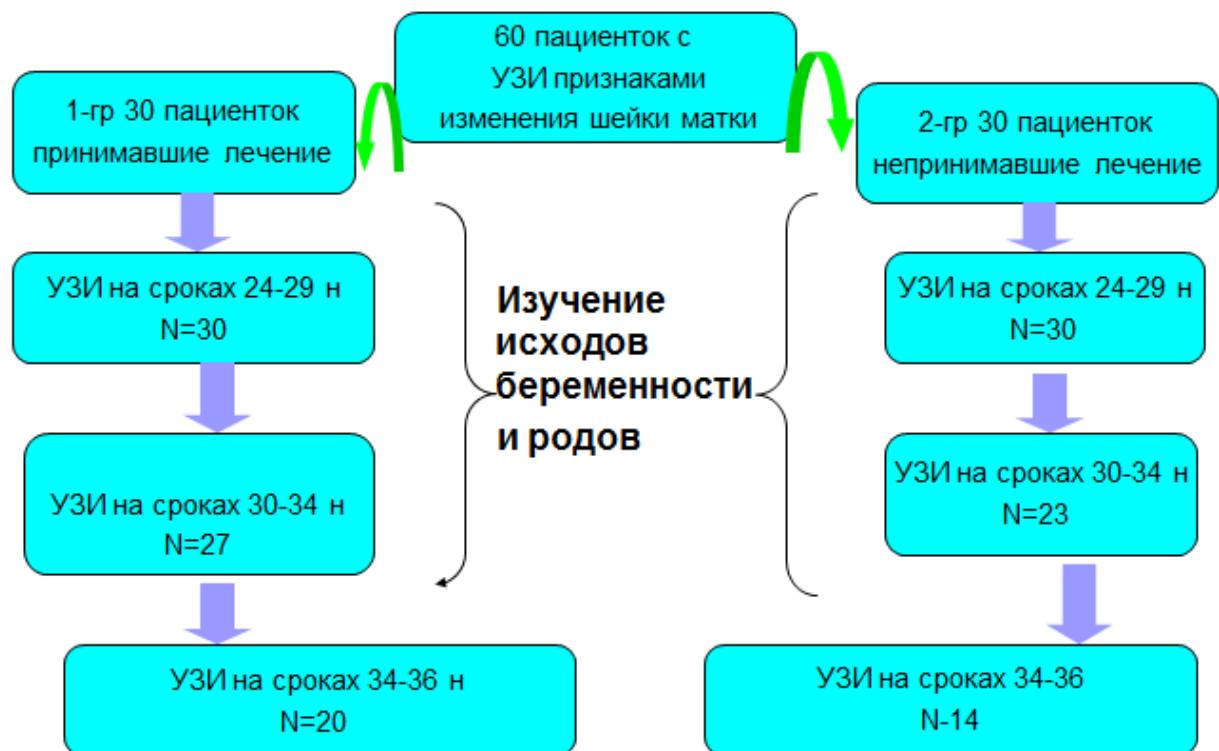 60 пациенток с
УЗИ признаками
изменения шейки матки
1-гр 30 пациенток
принимавшие лечение
2-гр 30 пациенток
непринимавшие лечение
УЗИ на сроках 24-29 н
N=30
УЗИ на сроках 24-29 н
N=30
Изучение
исходов
беременности
и родов
УЗИ на сроках 30-34 н
N=27
УЗИ на сроках 30-34 н
N=23
УЗИ на сроках 34-36 н
N=20
УЗИ на сроках 34-36
N-14